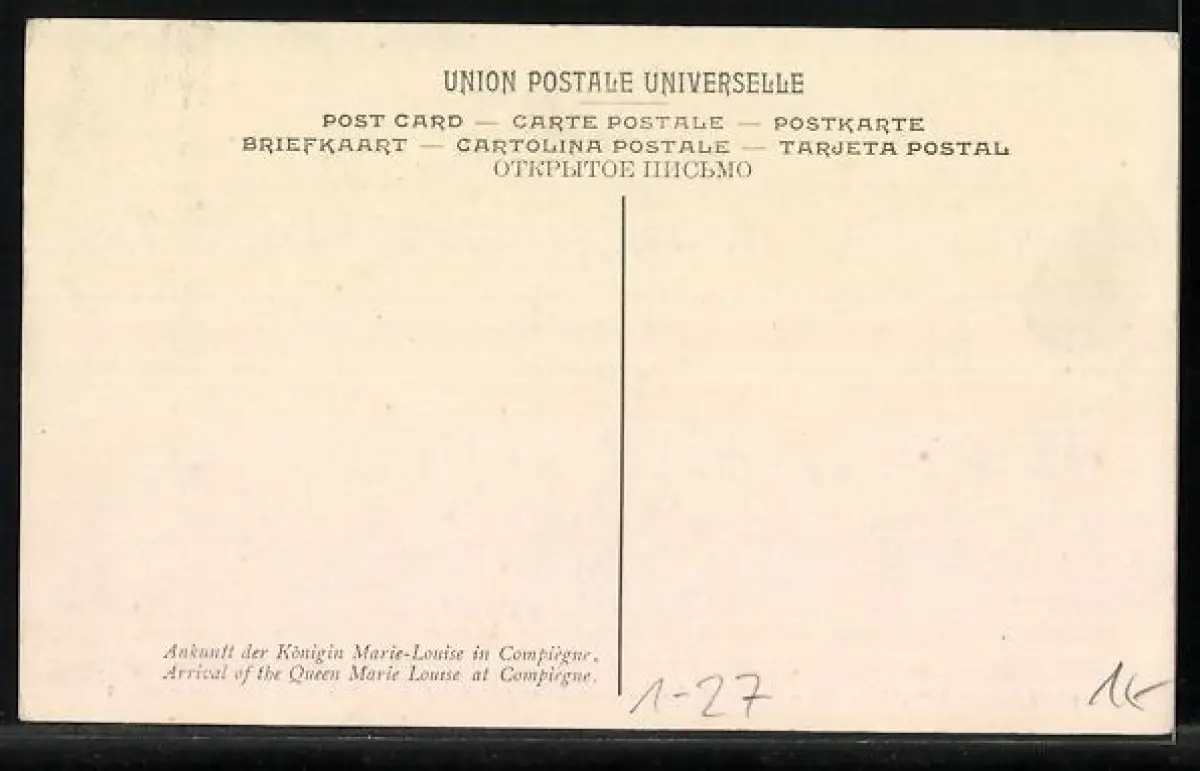 UNION POSTALE UNIVERSELLE
POST CARD — CARTE POSTALE — POSTKARTE
BRIEFKAART — CARTOLINA POSTALE — TARJETA POSTAL
ОТКРЫТОЕ ПИСЬМО
Ankunft der Königin Marie-Louise in Compiègne.
Arrival of the Queen Marie Louise at Compiègne.
1-27